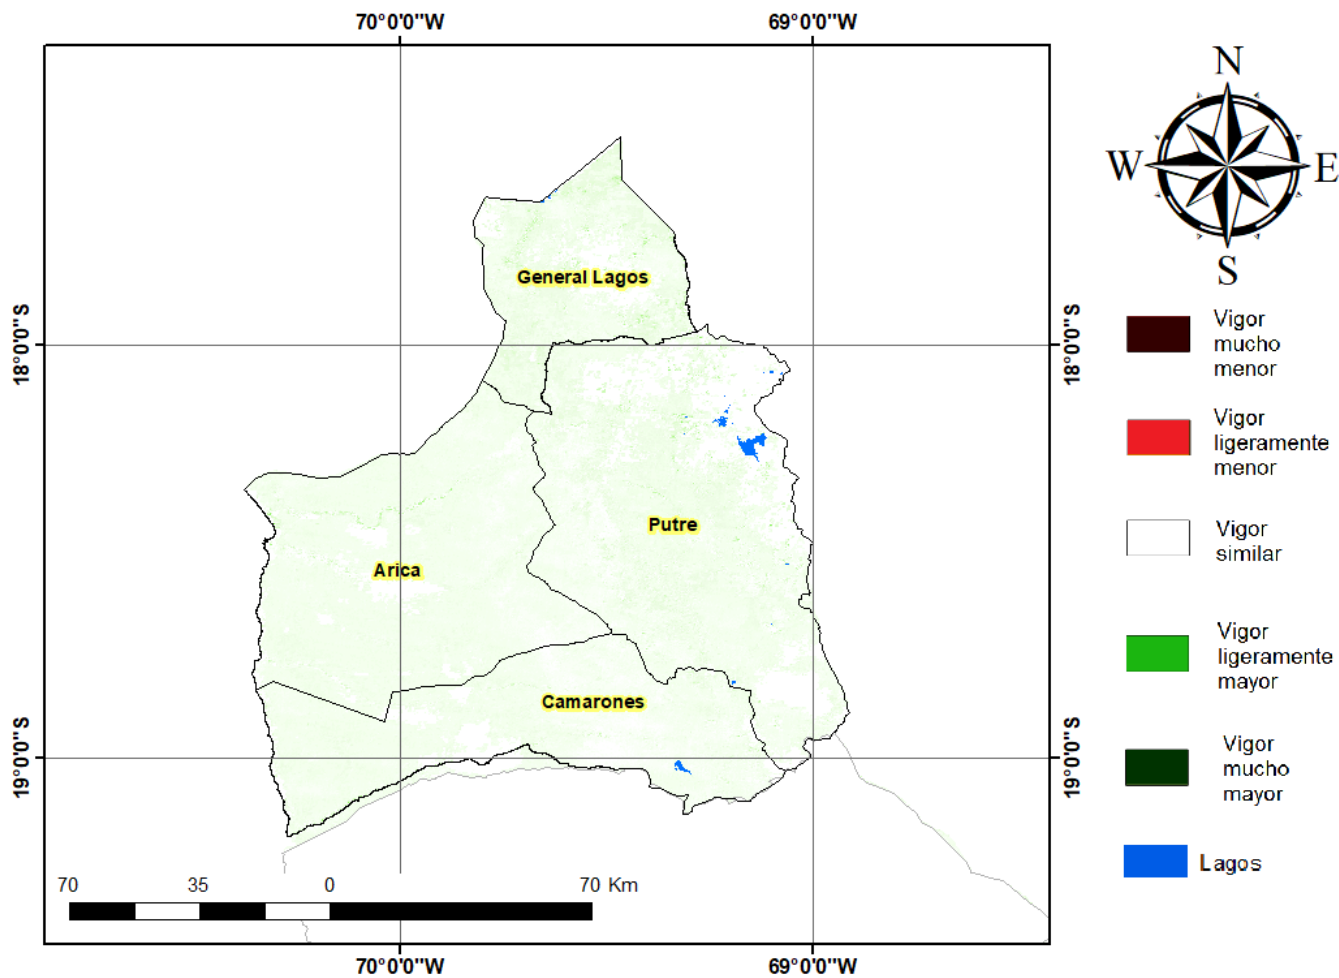 70°0'0"W
69°0'0"W
N
W
E
S
18°0'0"S
18°0'0"S
General Lagos
Putre
Arica
Camarones
19°0'0"S
19°0'0"S
70
35
0
70 Km
70°0'0"W
69°0'0"W
Vigor
mucho
menor
Vigor
ligeramente
menor
Vigor
similar
Vigor
ligeramente
mayor
Vigor
mucho
mayor
Lagos